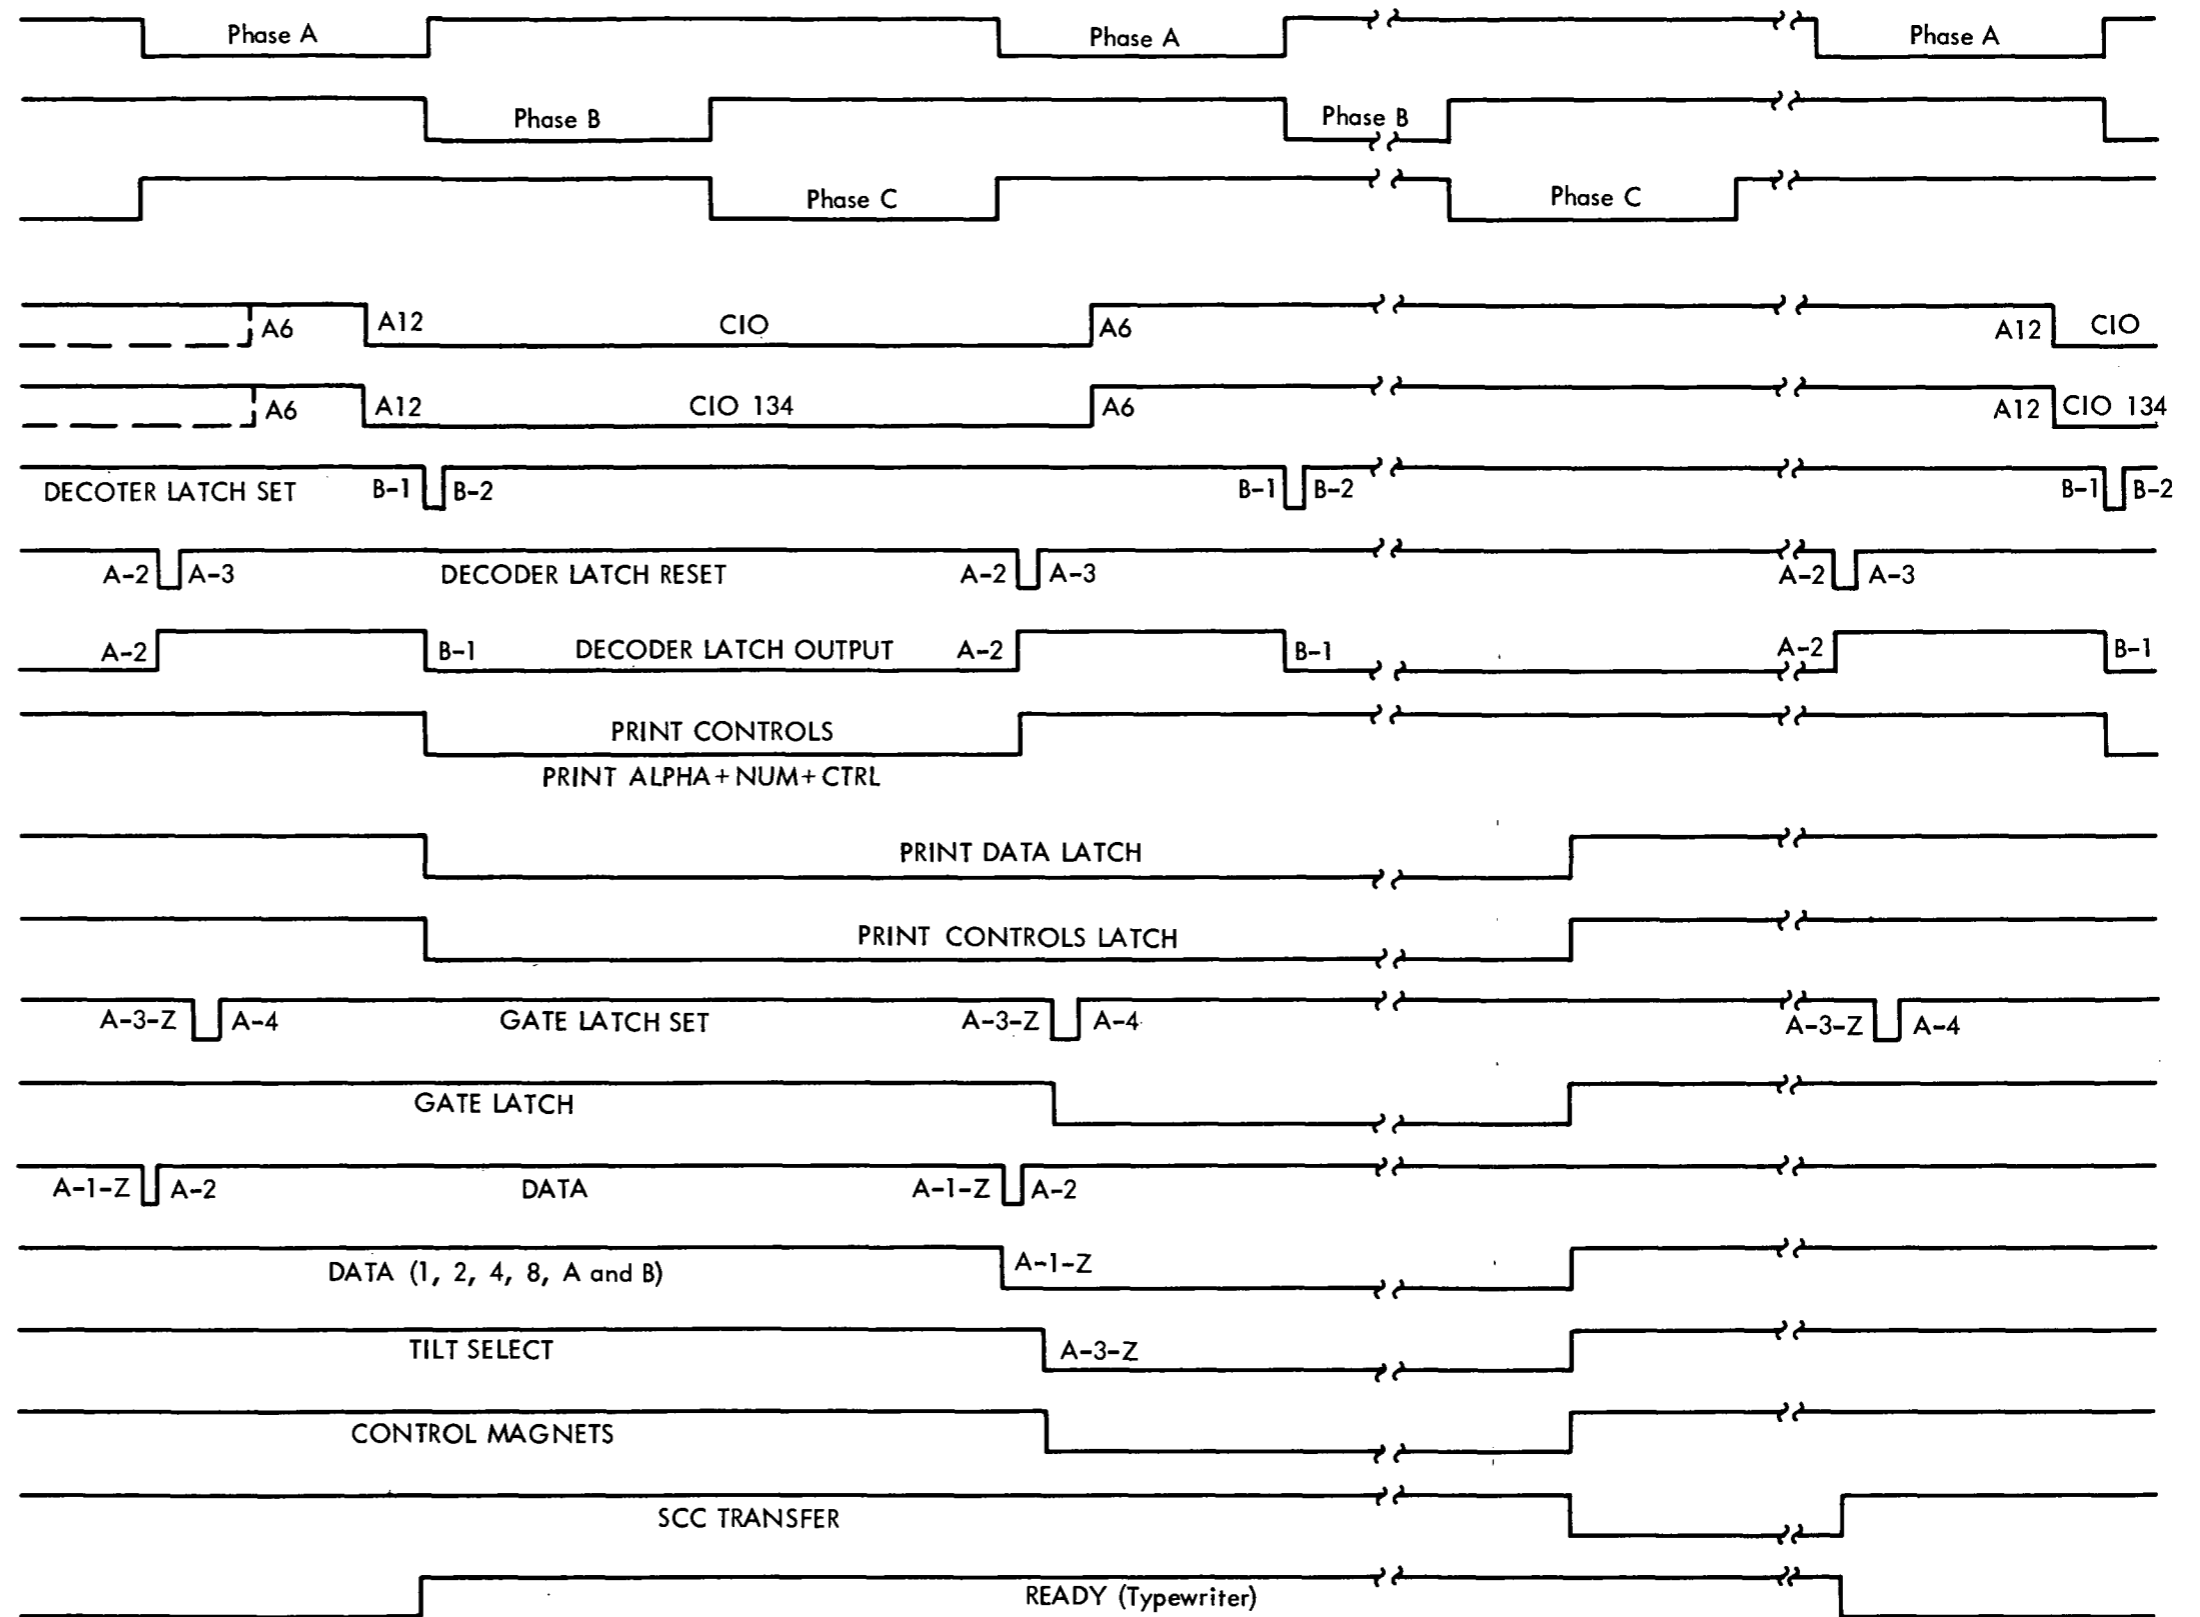 Phase A Phase A Phase A
Phase B Phase B
Phase C Phase C
A6 A12 CIO A6 A12 CIO
A6 A12 CIO 134 A6 A12 CIO 134
DECOTER LATCH SET B-1 B-2 B-1 B-2 B-1 B-2
A-2 A-3 DECODER LATCH RESET A-2 A-3 A-2 A-3
A-2 B-1 DECODER LATCH OUTPUT A-2 B-1 A-2 B-1
PRINT CONTROLS
PRINT ALPHA+NUM+CTRL
PRINT DATA LATCH
PRINT CONTROLS LATCH
A-3-Z A-4 GATE LATCH SET A-3-Z A-4 A-3-Z A-4
GATE LATCH
A-1-Z A-2 DATA A-1-Z A-2
DATA (1, 2, 4, 8, A and B) A-1-Z
TILT SELECT A-3-Z
CONTROL MAGNETS
SCC TRANSFER
READY (Typewriter)